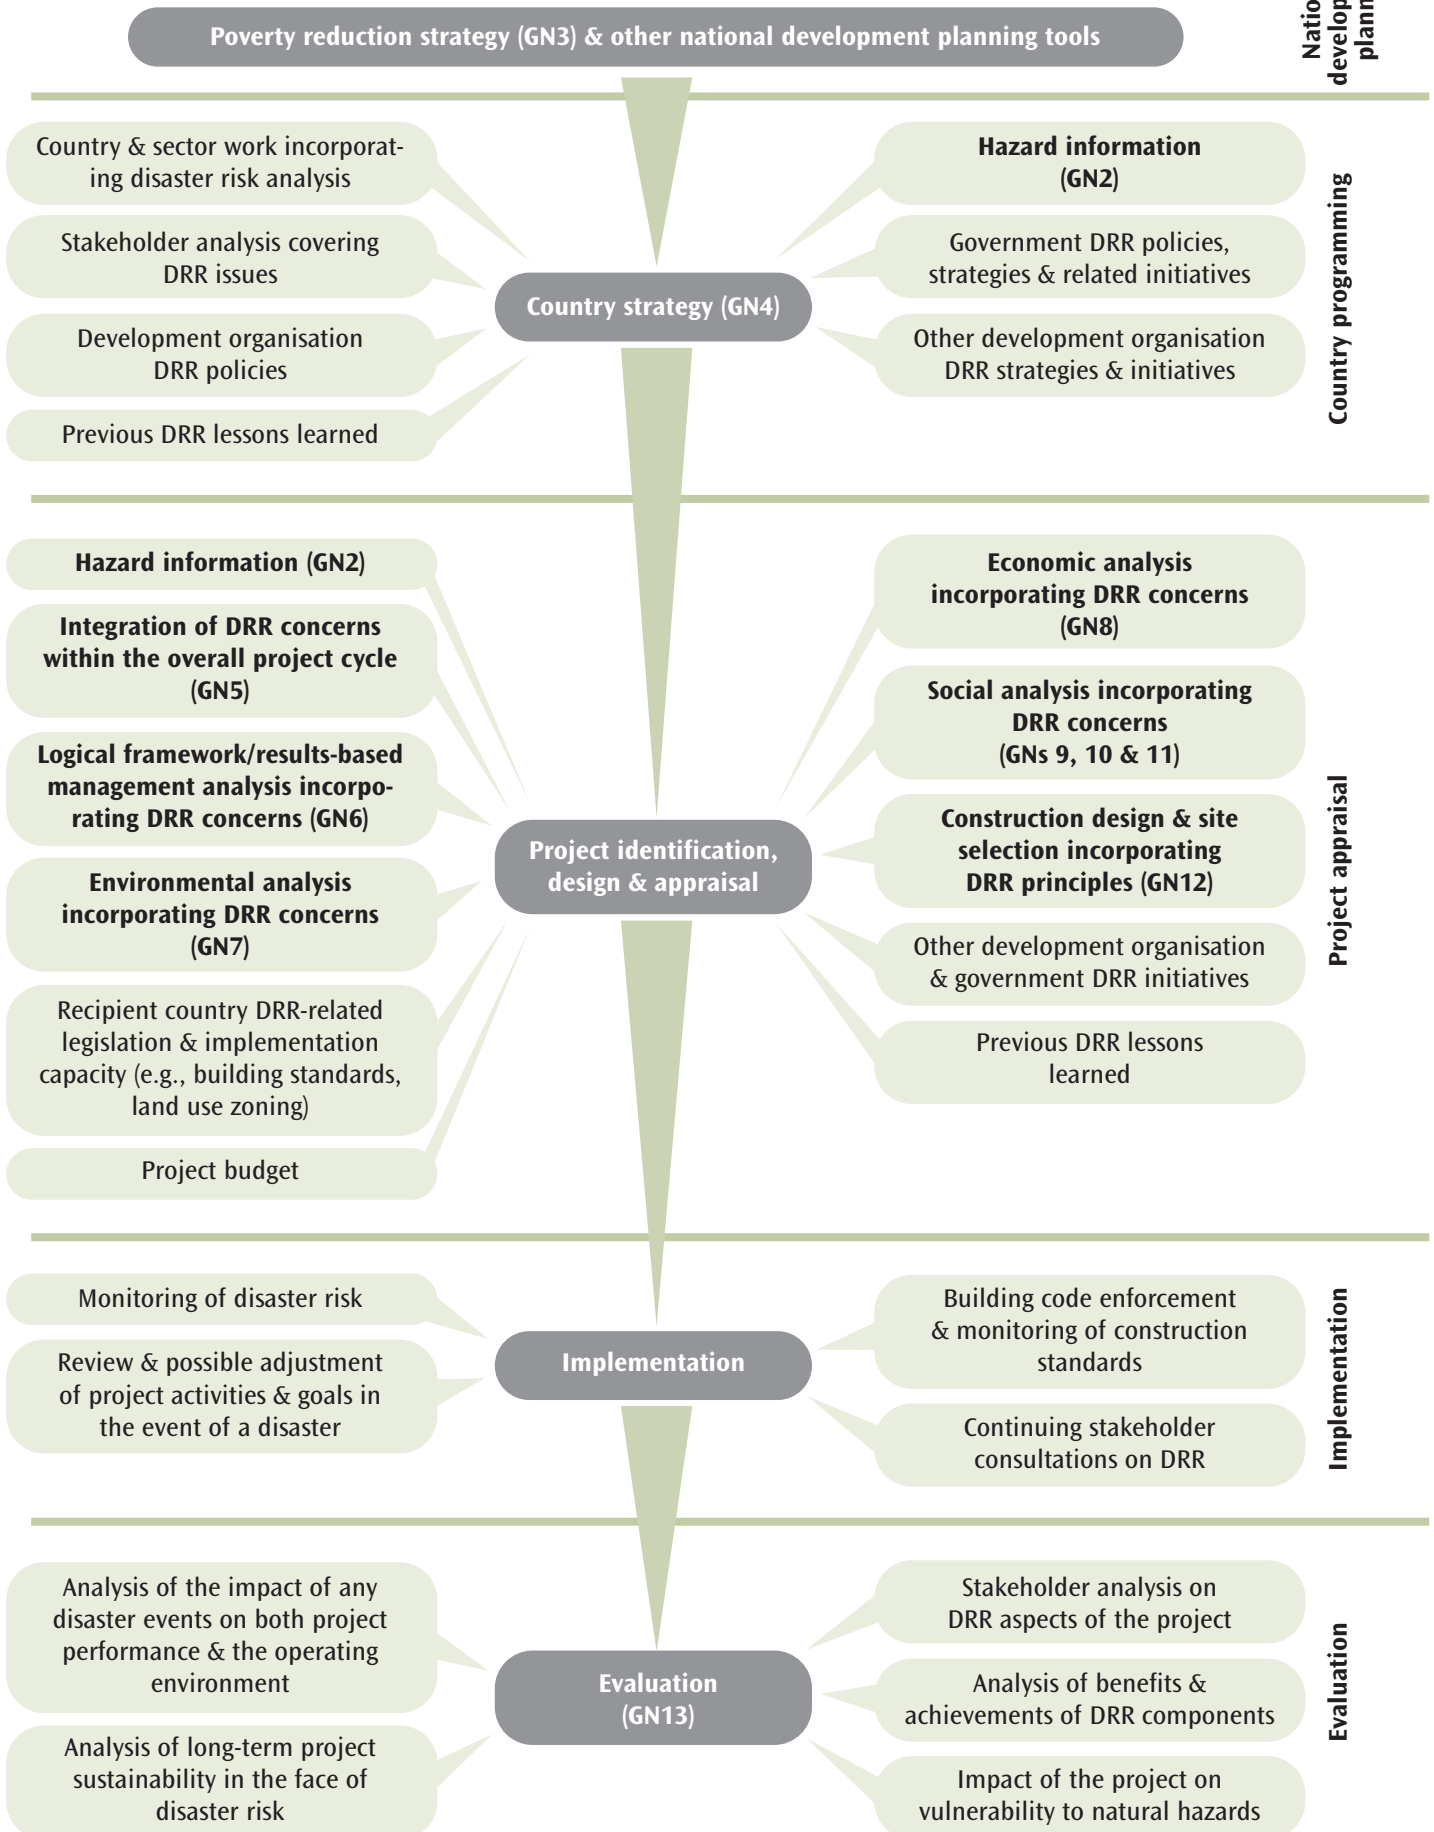 Poverty reduction strategy (GN3) & other national development planning tools
Country & sector work incorporat-
ing disaster risk analysis
Stakeholder analysis covering
DRR issues
Development organisation
DRR policies
Previous DRR lessons learned
Country strategy (GN4)
Hazard information
(GN2)
Government DRR policies,
strategies & related initiatives
Other development organisation
DRR strategies & initiatives
Country programming
Hazard information (GN2)
Integration of DRR concerns
within the overall project cycle
(GN5)
Logical framework/results-based
management analysis incorpo-
rating DRR concerns (GN6)
Environmental analysis
incorporating DRR concerns
(GN7)
Recipient country DRR-related
legislation & implementation
capacity (e.g., building standards,
land use zoning)
Project budget
Project identification,
design & appraisal
Economic analysis
incorporating DRR concerns
(GN8)
Social analysis incorporating
DRR concerns
(GNs 9, 10 & 11)
Construction design & site
selection incorporating
DRR principles (GN12)
Other development organisation
& government DRR initiatives
Previous DRR lessons
learned
Project appraisal
Monitoring of disaster risk
Review & possible adjustment
of project activities & goals in
the event of a disaster
Implementation
Building code enforcement
& monitoring of construction
standards
Continuing stakeholder
consultations on DRR
Implementation
Analysis of the impact of any
disaster events on both project
performance & the operating
environment
Analysis of long-term project
sustainability in the face of
disaster risk
Evaluation
(GN13)
Stakeholder analysis on
DRR aspects of the project
Analysis of benefits &
achievements of DRR components
Impact of the project on
vulnerability to natural hazards
Evaluation